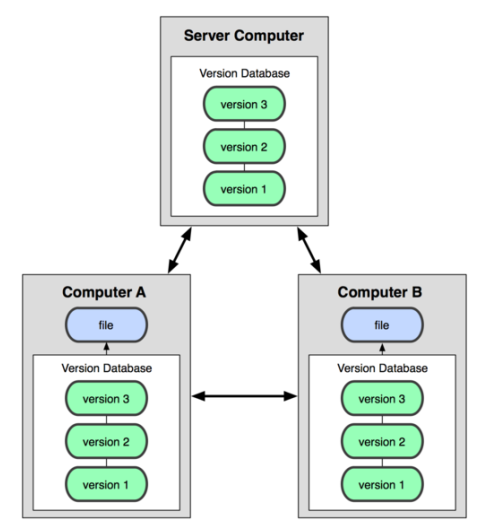 Server Computer
Version Database
version 3
version 2
version 1
Computer A
file
Version Database
version 3
version 2
version 1
Computer B
file
Version Database
version 3
version 2
version 1